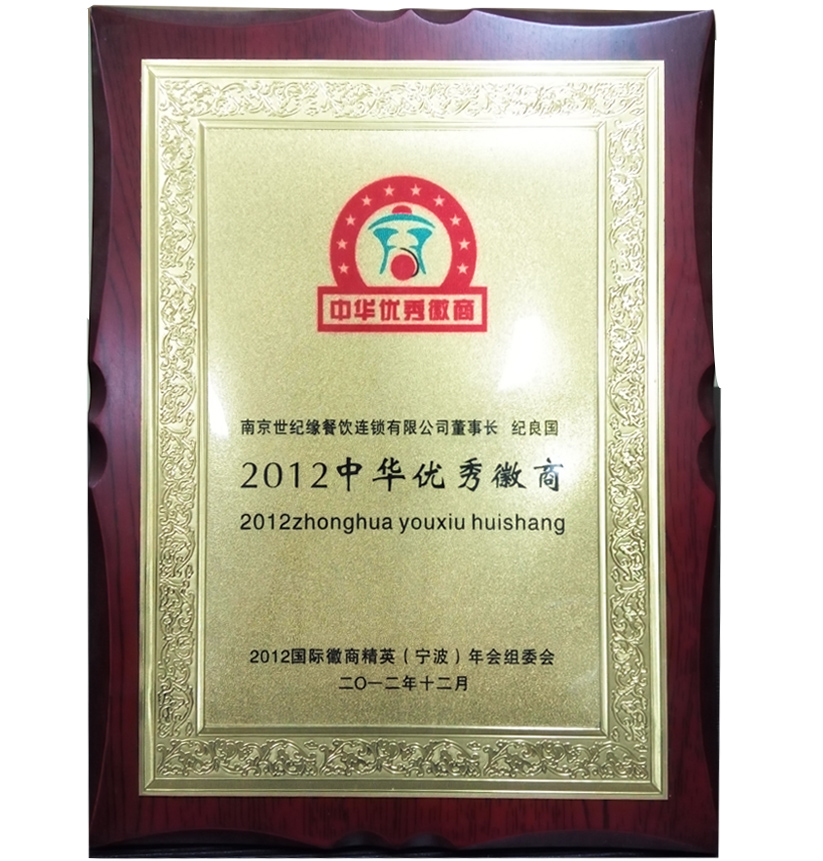 中华优秀徽商
南京世纪缘餐饮连锁有限公司董事长 纪良国
2012中华优秀徽商
2012zhonghua youxiu huishang
2012国际徽商精英(宁波)年会组委会
二〇一二年十二月